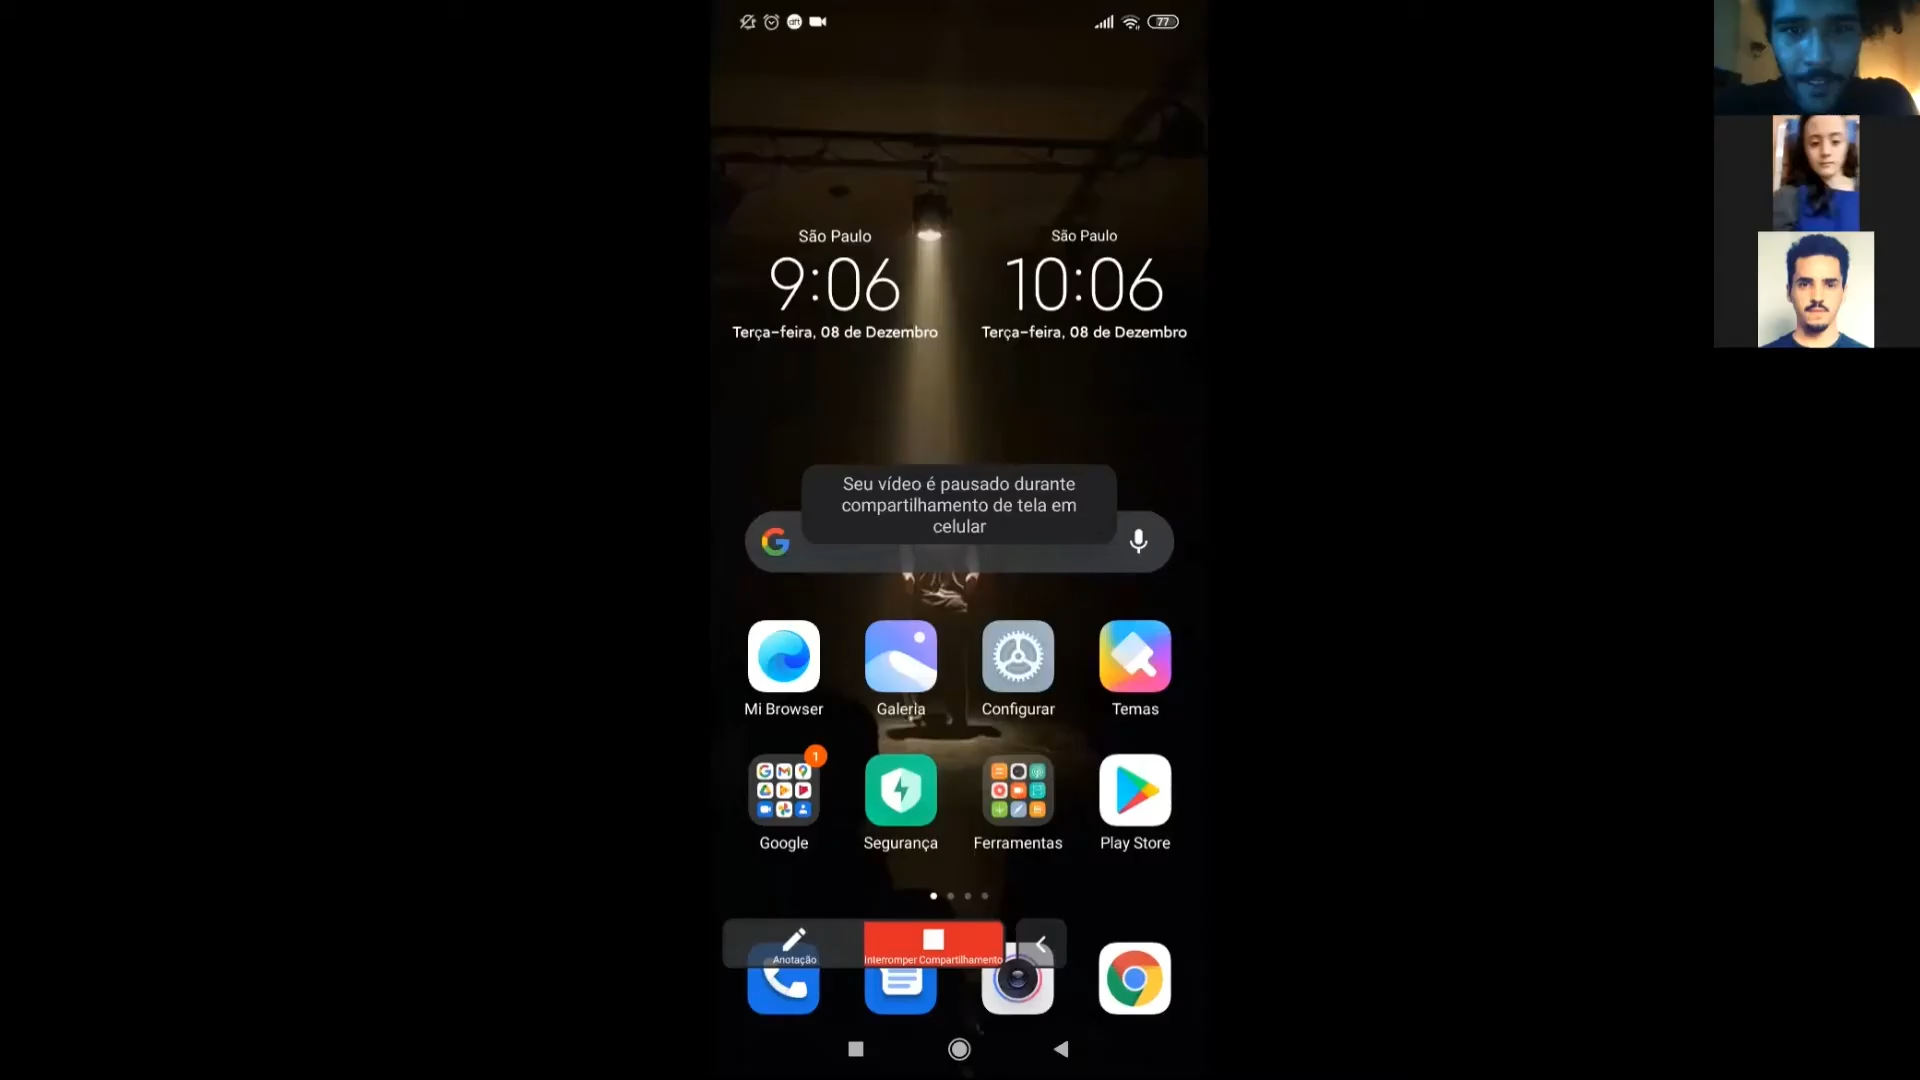 77
São Paulo
9:06
Terça-feira, 08 de Dezembro
São Paulo
10:06
Terça-feira, 08 de Dezembro
Seu vídeo é pausado durante
compartilhamento de tela em
celular
Mi Browser
Galeria
Configurar
Temas
1
Google
Segurança
Ferramentas
Play Store
Anotação
Interromper Compartilhamento